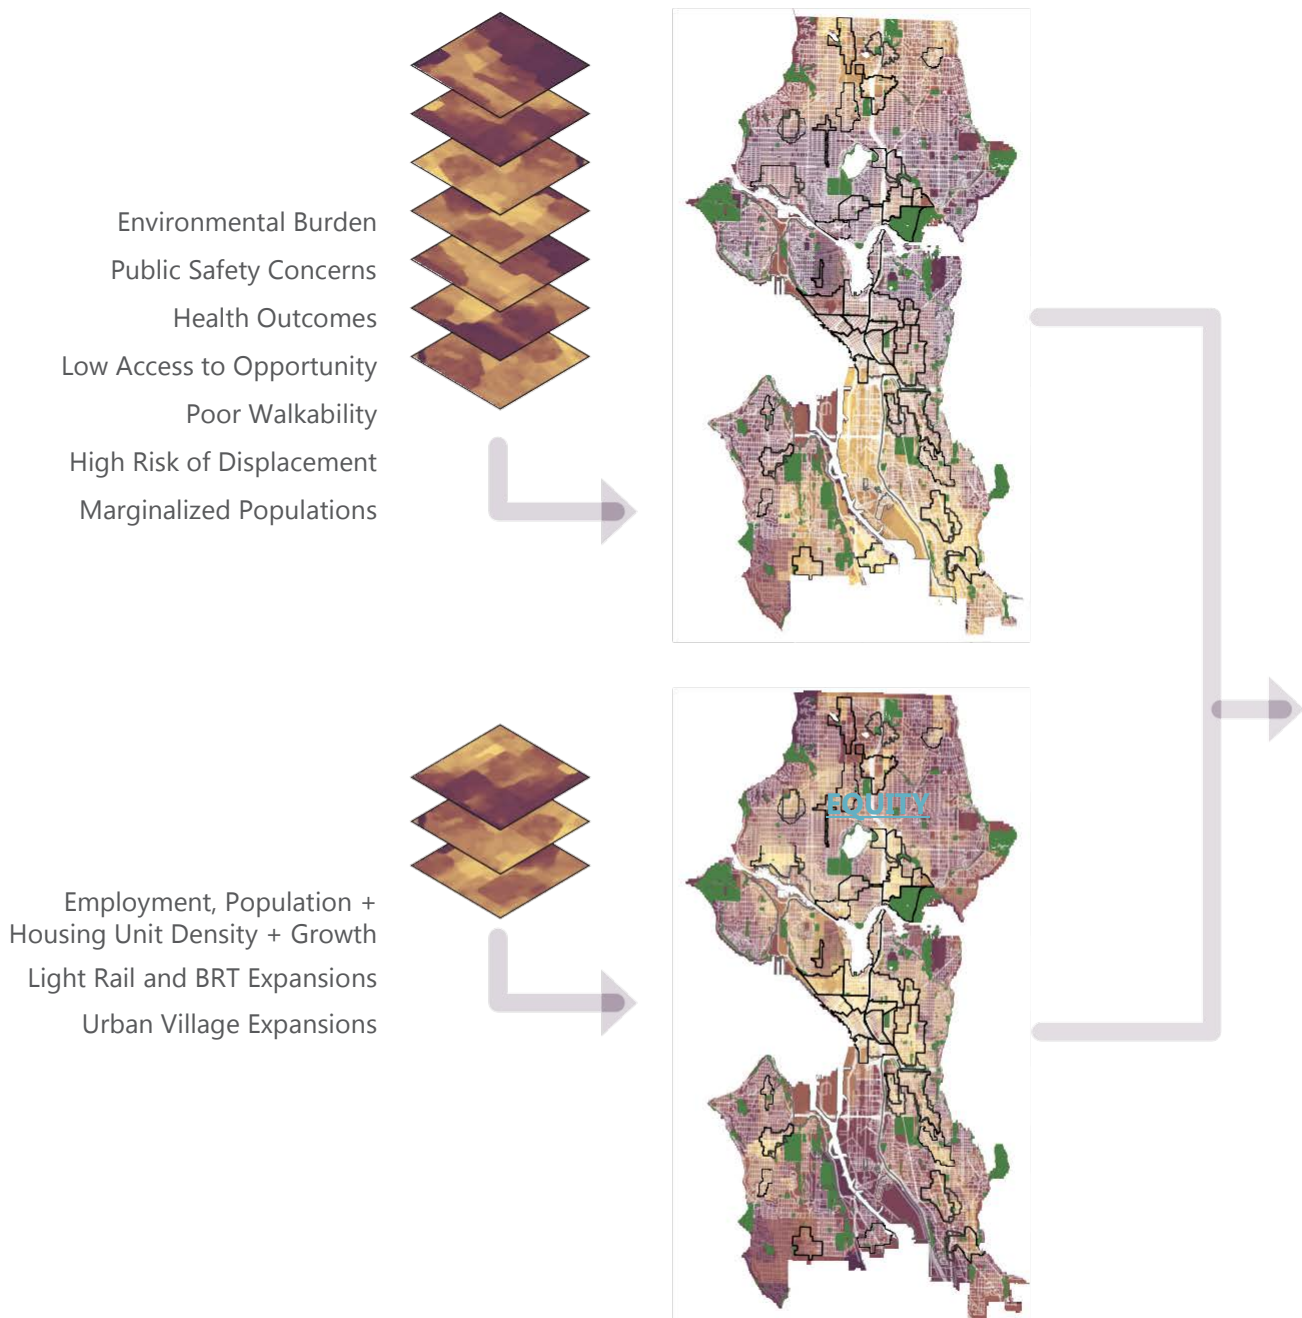 Environmental Burden
Public Safety Concerns
Health Outcomes
Low Access to Opportunity
Poor Walkability
High Risk of Displacement
Marginalized Populations
EQUITY
Employment, Population +
Housing Unit Density + Growth
Light Rail and BRT Expansions
Urban Village Expansions